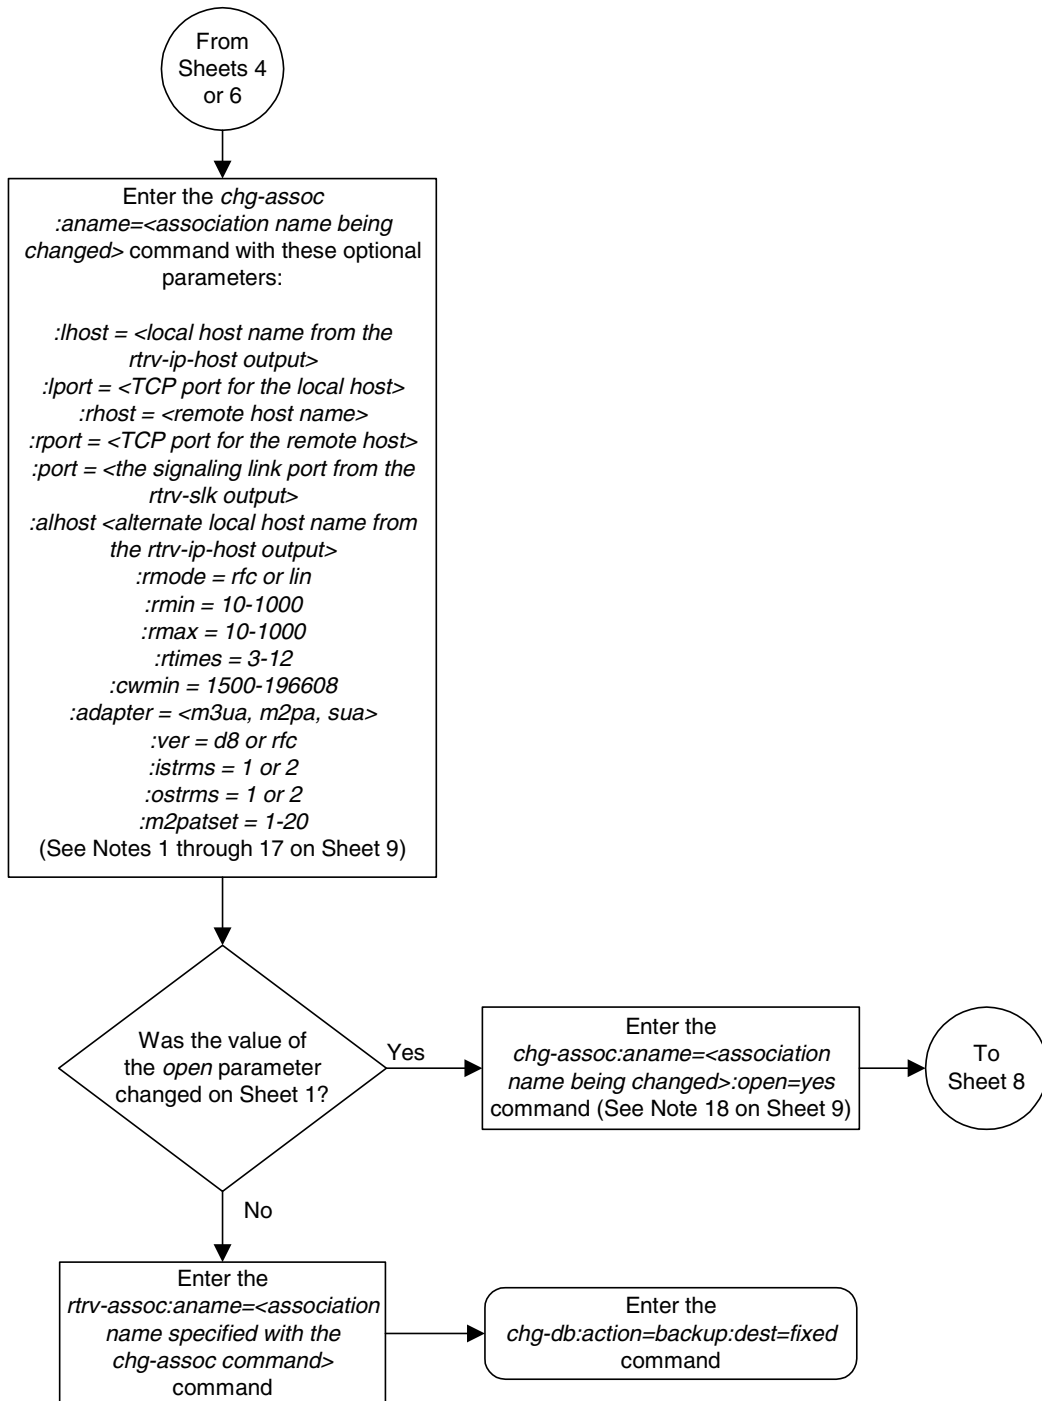 From
Sheets 4
or 6
Enter the chg-assoc
:aname=<association name being
changed> command with these optional
parameters:
:lhost = <local host name from the
rtrv-ip-host output>
:lport = <TCP port for the local host>
:rhost = <remote host name>
:rport = <TCP port for the remote host>
:port = <the signaling link port from the
rtrv-slk output>
:alhost <alternate local host name from
the rtrv-ip-host output>
:rmode = rfc or lin
:rmin = 10-1000
:rmax = 10-1000
:rtimes = 3-12
:cwmin = 1500-196608
:adapter = <m3ua, m2pa, sua>
:ver = d8 or rfc
:istrms = 1 or 2
:ostrms = 1 or 2
:m2patset = 1-20
(See Notes 1 through 17 on Sheet 9)
Was the value of
the open parameter
changed on Sheet 1?
Yes
Enter the
chg-assoc:aname=<association
name being changed>:open=yes
command (See Note 18 on Sheet 9)
To
Sheet 8
No
Enter the
rtrv-assoc:aname=<association
name specified with the
chg-assoc command>
command
Enter the
chg-db:action=backup:dest=fixed
command